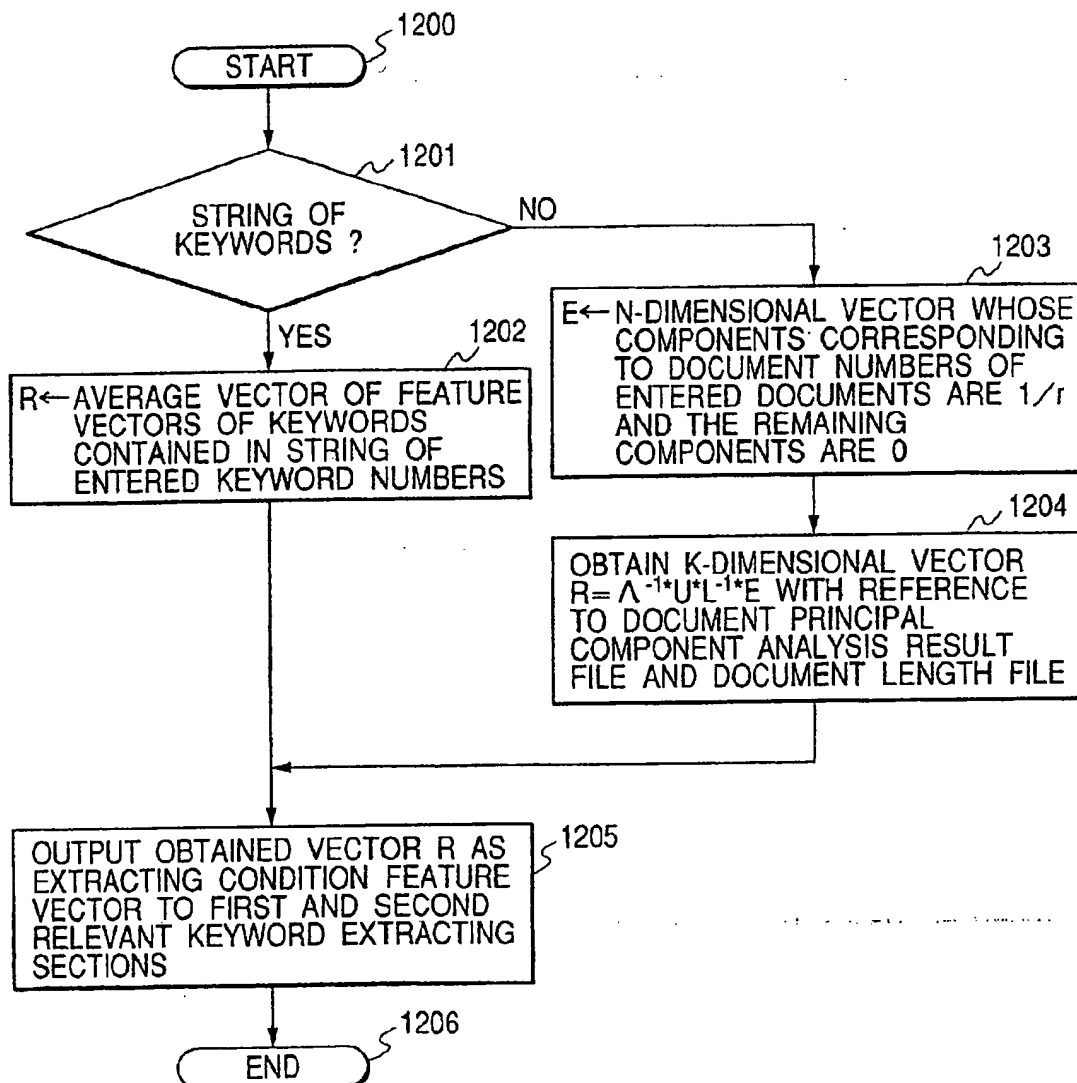 1200
START
1201
STRING OF
KEYWORDS ?
NO
YES
1202
R←AVERAGE VECTOR OF FEATURE
VECTORS OF KEYWORDS
CONTAINED IN STRING OF
ENTERED KEYWORD NUMBERS
1203
E←N-DIMENSIONAL VECTOR WHOSE
COMPONENTS CORRESPONDING
TO DOCUMENT NUMBERS OF
ENTERED DOCUMENTS ARE 1/r
AND THE REMAINING
COMPONENTS ARE 0
1204
OBTAIN K-DIMENSIONAL VECTOR
R=Λ⁻¹*U*L⁻¹*E WITH REFERENCE
TO DOCUMENT PRINCIPAL
COMPONENT ANALYSIS RESULT
FILE AND DOCUMENT LENGTH FILE
1205
OUTPUT OBTAINED VECTOR R AS
EXTRACTING CONDITION FEATURE
VECTOR TO FIRST AND SECOND
RELEVANT KEYWORD EXTRACTING
SECTIONS
1206
END